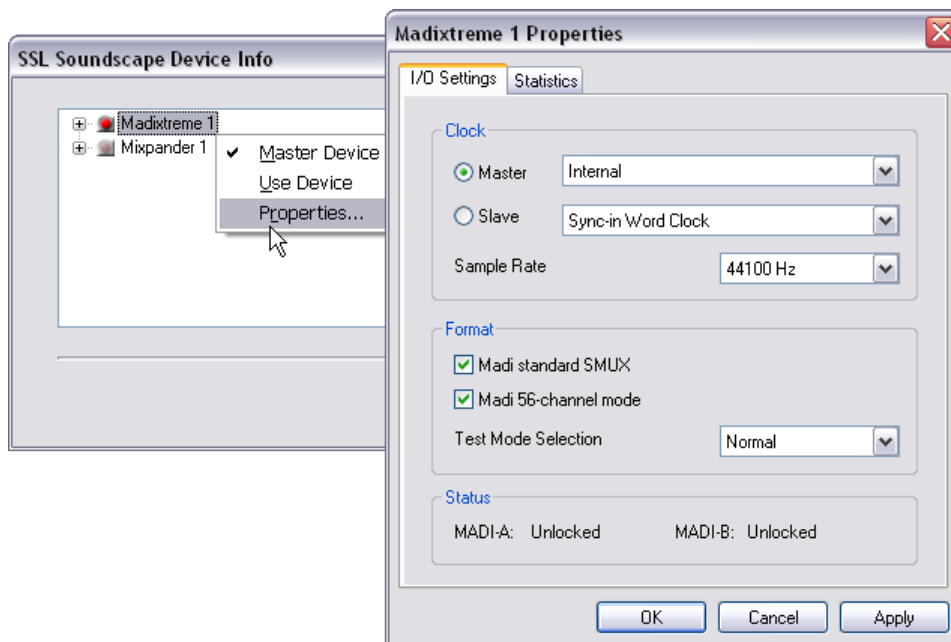 SSL Soundscape Device Info
Madixtreme 1
Mixpander 1
Master Device
Use Device
Properties...
Madixtreme 1 Properties
I/O Settings
Statistics
Clock
Master
Internal
Slave
Sync-in Word Clock
Sample Rate
44100 Hz
Format
Madi standard SMUX
Madi 56-channel mode
Test Mode Selection
Normal
Status
MADI-A: Unlocked
MADI-B: Unlocked
OK
Cancel
Apply